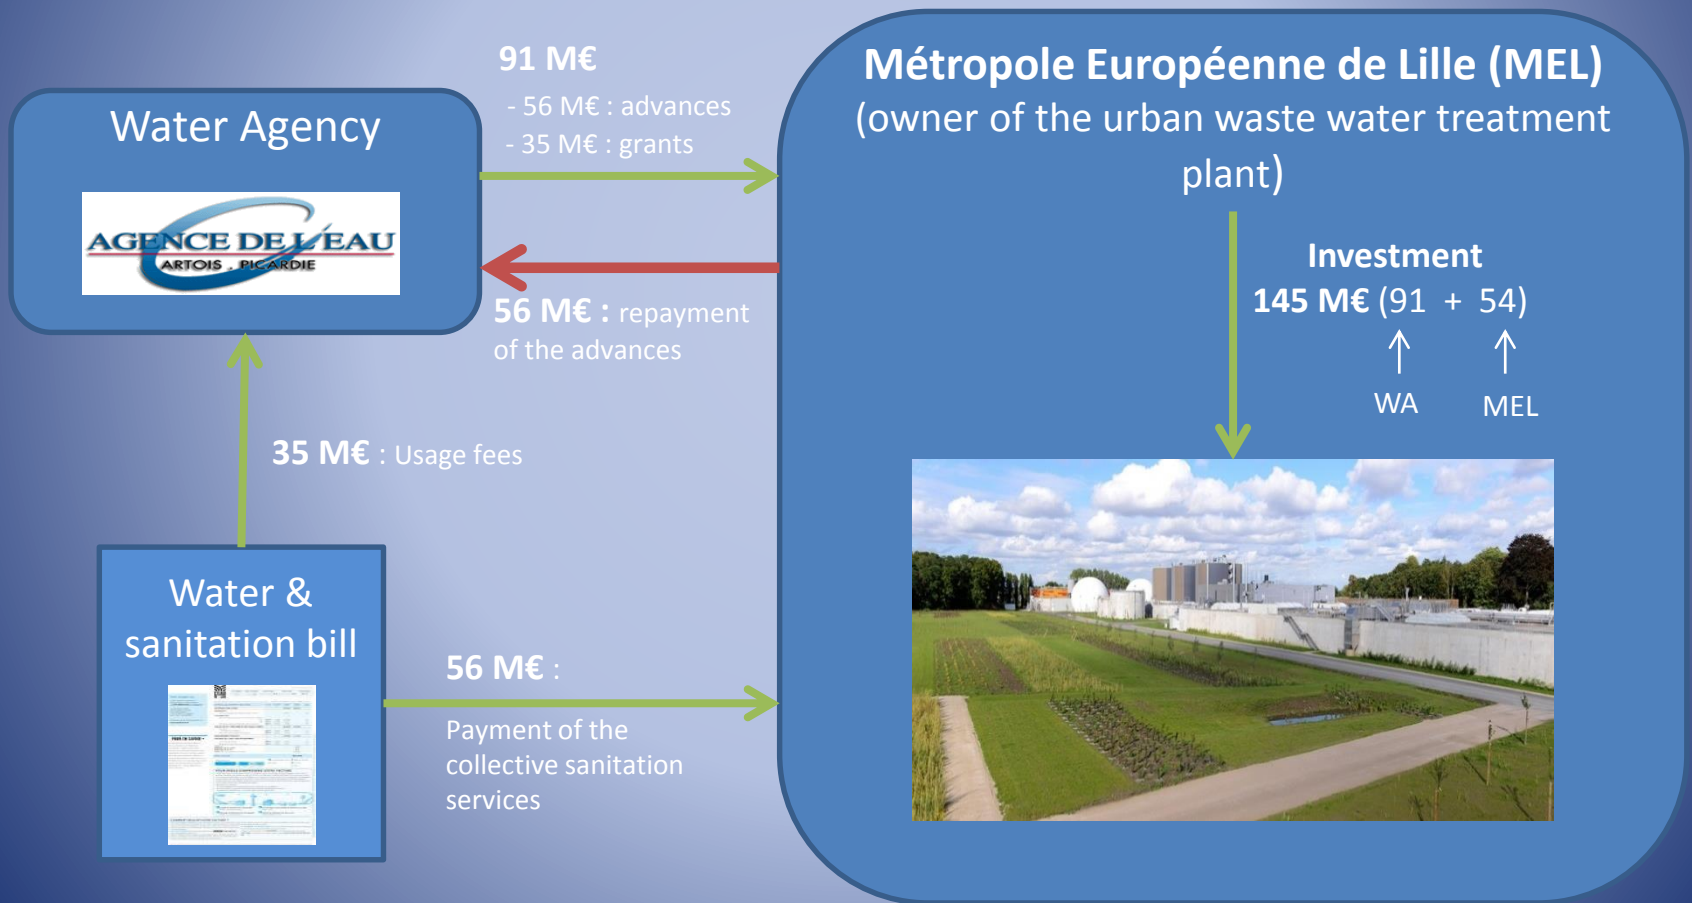 91 M€
- 56 M€ : advances
- 35 M€ : grants
Water Agency
AGENCE DE L'EAU
ARTOIS . PICARDIE
56 M€ : repayment
of the advances
35 M€ : Usage fees
Water &
sanitation bill
56 M€ :
Payment of the
collective sanitation
services
Métropole Européenne de Lille (MEL)
(owner of the urban waste water treatment
plant)
Investment
145 M€ (91 + 54)
WA MEL